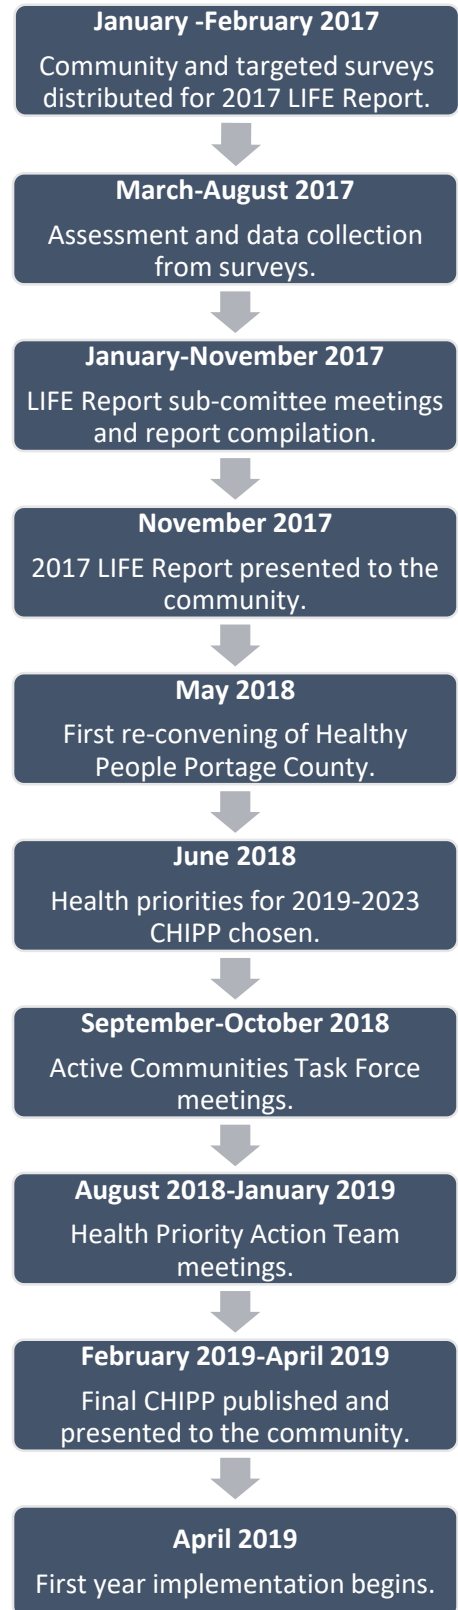 January -February 2017
Community and targeted surveys
distributed for 2017 LIFE Report.
March-August 2017
Assessment and data collection
from surveys.
January-November 2017
LIFE Report sub-comittee meetings
and report compilation.
November 2017
2017 LIFE Report presented to the
community.
May 2018
First re-convening of Healthy
People Portage County.
June 2018
Health priorities for 2019-2023
CHIPP chosen.
September-October 2018
Active Communities Task Force
meetings.
August 2018-January 2019
Health Priority Action Team
meetings.
February 2019-April 2019
Final CHIPP published and
presented to the community.
April 2019
First year implementation begins.